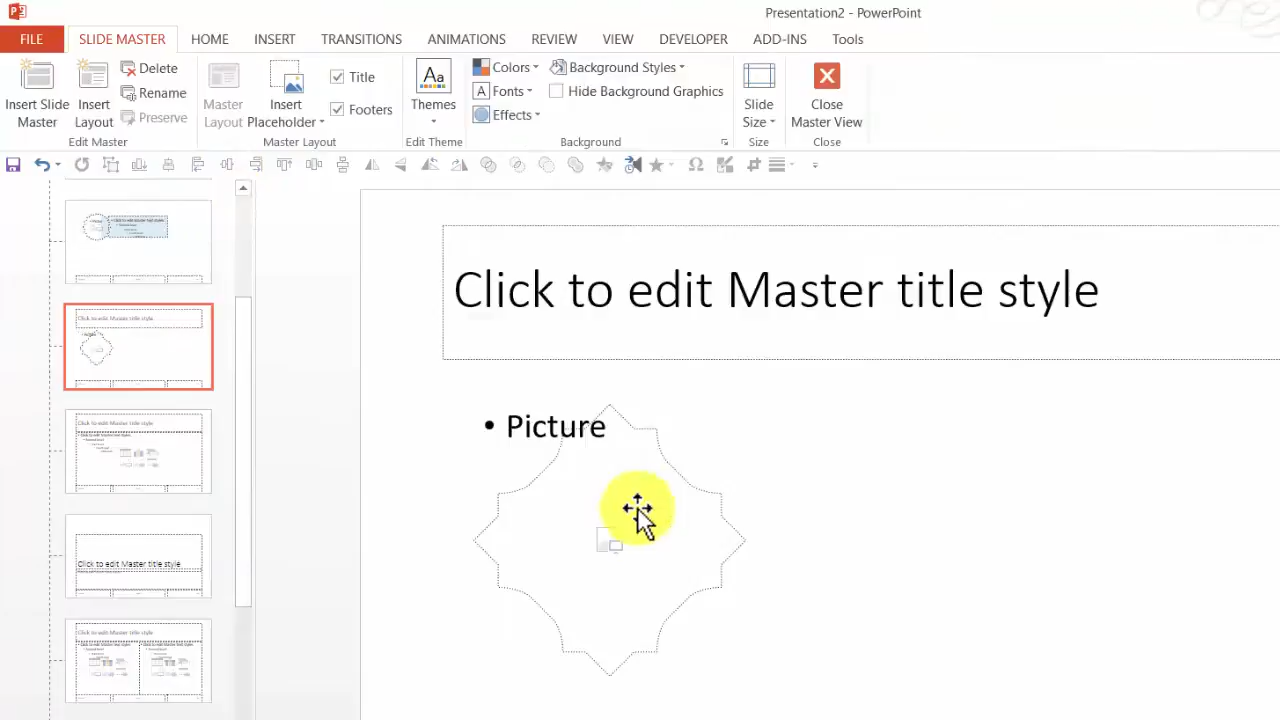 Presentation2 - PowerPoint
FILE SLIDE MASTER HOME INSERT TRANSITIONS ANIMATIONS REVIEW VIEW DEVELOPER ADD-INS Tools
Insert Slide Master
Insert Layout
Delete
Rename
Preserve
Edit Master
Master Layout
Insert Placeholder
Title
Footers
Master Layout
Aa
Themes
Edit Theme
Colors
A Fonts
Effects
Background Styles
Hide Background Graphics
Background
Slide Size
Size
Close Master View
Close
Click to edit Master title style
• Picture
Click to edit Master title style
Click to edit Master title style
Click to edit Master title style
Click to edit Master title style